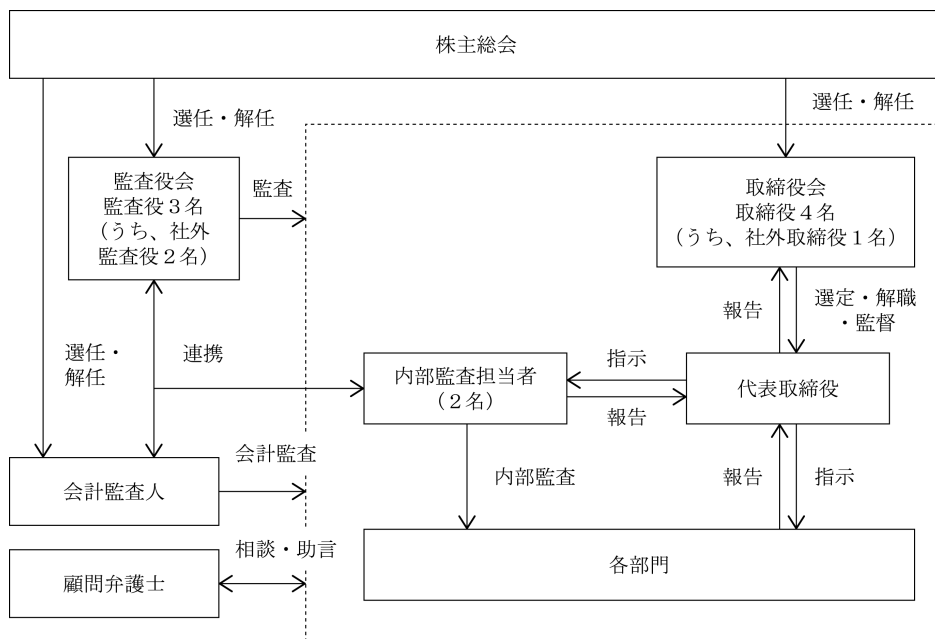 株主総会
選任・解任
選任・解任
監査役会
監査役３名
（うち、社外
監査役２名）
監査
取締役会
取締役４名
（うち、社外取締役１名）
報告
選定・解職
・監督
選任・
解任
連携
内部監査担当者
（２名）
指示
報告
代表取締役
会計監査人
会計監査
内部監査
報告
指示
顧問弁護士
相談・助言
各部門